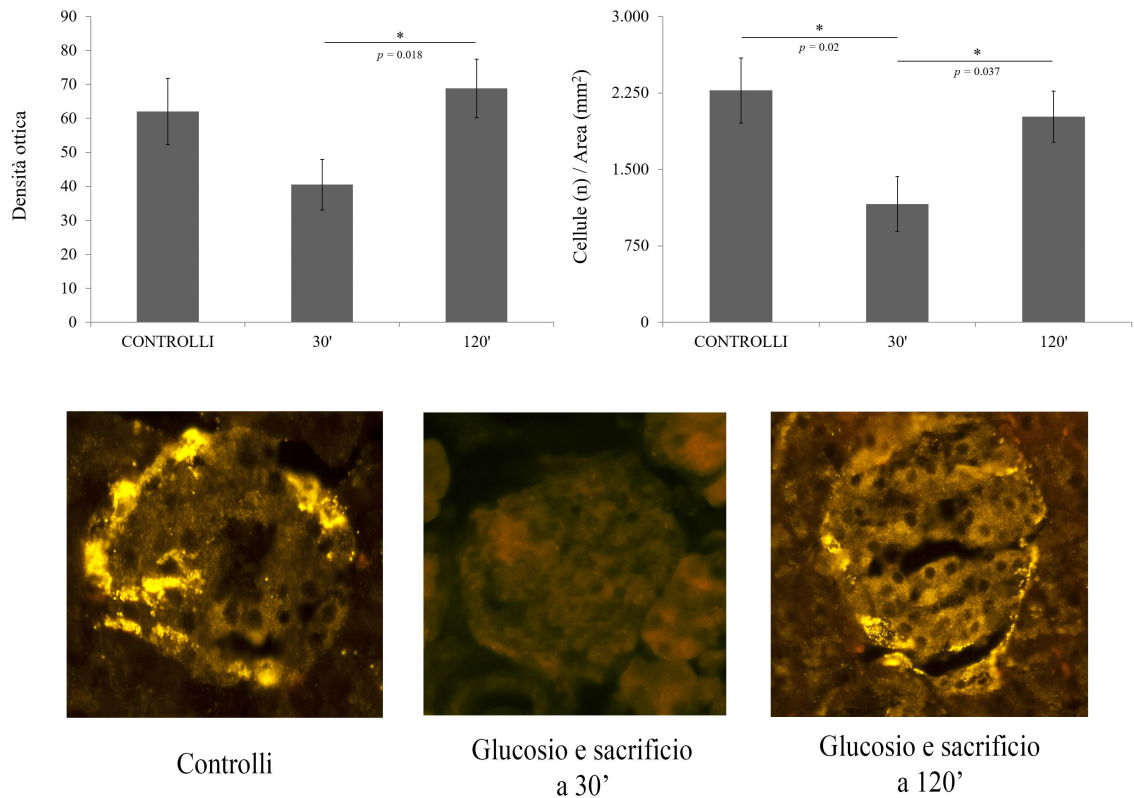 90
80
70
60
50
40
30
20
10
0
Densità ottica
*
p = 0.018
CONTROLLI 30' 120'
3.000
2.250
1.500
750
0
Cellule (n) / Area (mm²)
*
p = 0.02
*
p = 0.037
CONTROLLI 30' 120'
Controlli
Glucosio e sacrificio
a 30’
Glucosio e sacrificio
a 120’